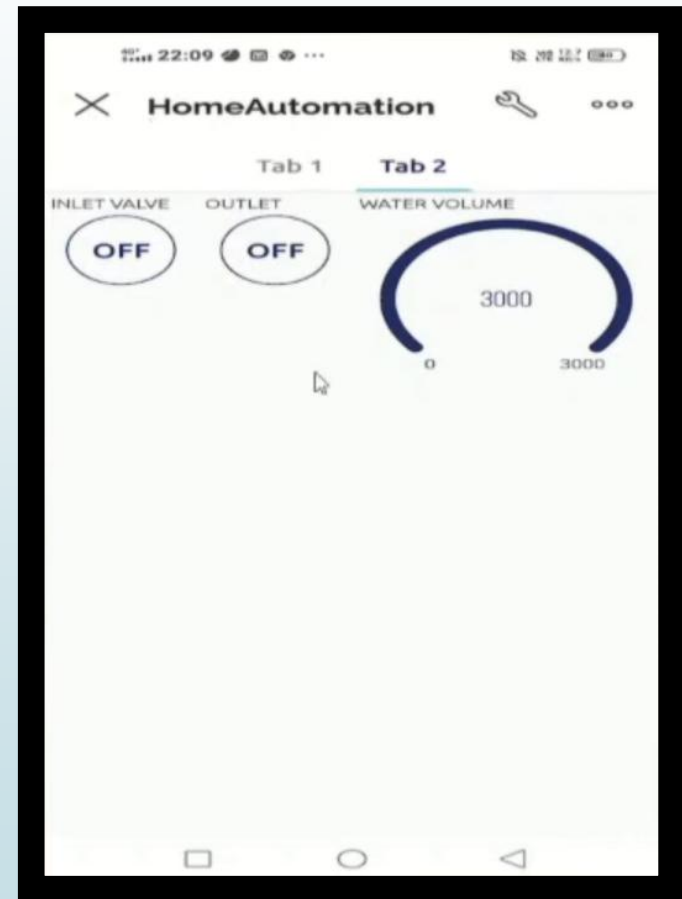 22:09
HomeAutomation
Tab 1 Tab 2
INLET VALVE OUTLET WATER VOLUME
OFF OFF
3000
0 3000